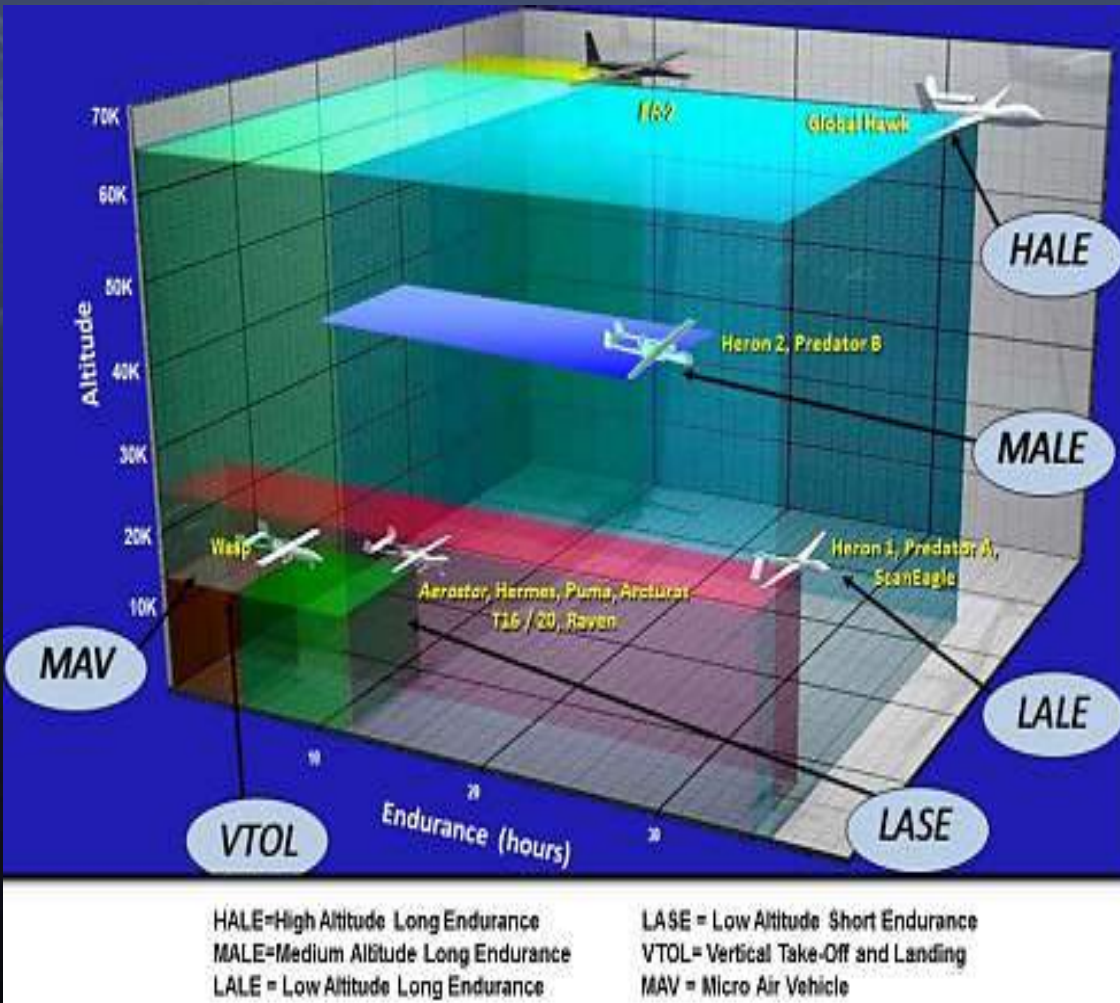 70K
60K
50K
40K
30K
20K
10K
Altitude
ER2
Global Hawk
HALE
Heron 2, Predator B
MALE
Wasp
Heron 1, Predator A,
ScanEagle
Aerostar, Hermes, Puma, Arcturas
T16 / 20, Raven
MAV
LALE
10
20
30
Endurance (hours)
LASE
VTOL
HALE=High Altitude Long Endurance
MALE=Medium Altitude Long Endurance
LALE = Low Altitude Long Endurance
LASE = Low Altitude Short Endurance
VTOL= Vertical Take-Off and Landing
MAV = Micro Air Vehicle